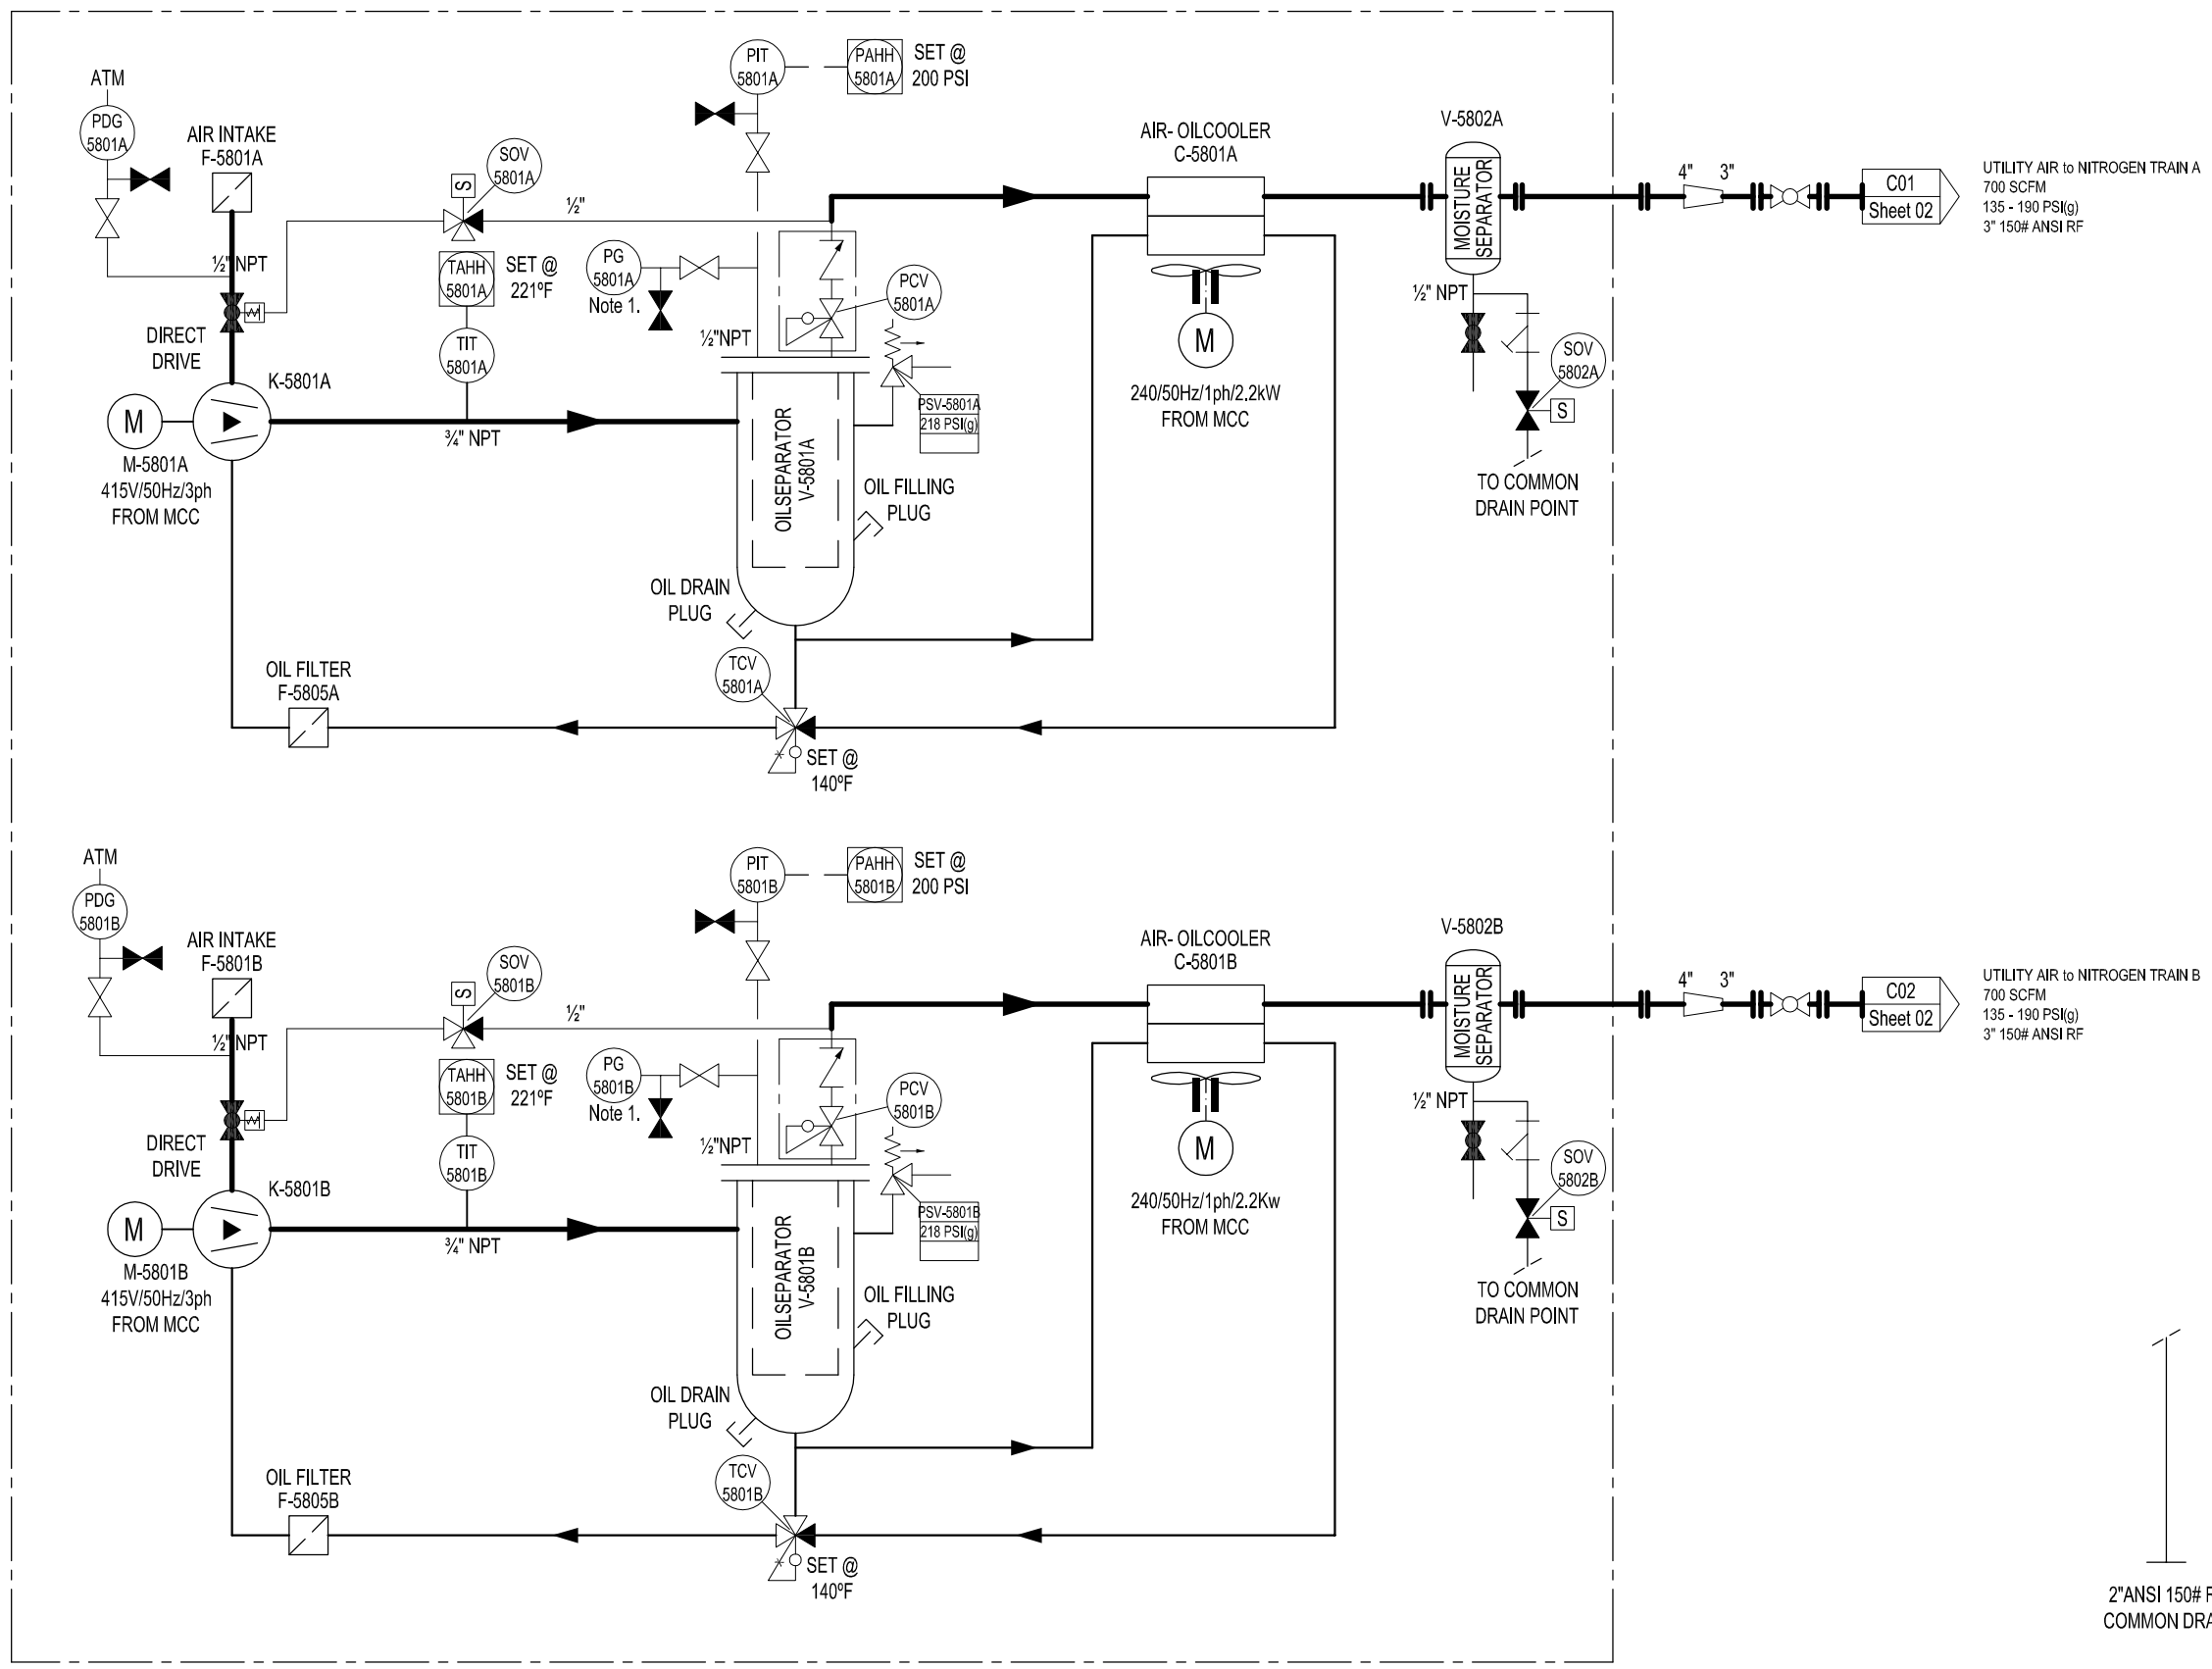 ATM
PDG
5801A
AIR INTAKE
F-5801A
½" NPT
DIRECT
DRIVE
K-5801A
M
M-5801A
415V/50Hz/3ph
FROM MCC
SOV
5801A
S
½"
TAHH
5801A
SET @
221ºF
TIT
5801A
¾" NPT
PIT
5801A
PAHH
5801A
SET @
200 PSI
PG
5801A
Note 1.
½"NPT
PCV
5801A
PSV-5801A
218 PSI(g)
OILSEPARATOR
V-5801A
OIL FILLING
PLUG
OIL DRAIN
PLUG
TCV
5801A
SET @
140ºF
OIL FILTER
F-5805A
AIR- OILCOOLER
C-5801A
M
240/50Hz/1ph/2.2kW
FROM MCC
V-5802A
MOISTURE
SEPARATOR
½" NPT
SOV
5802A
S
TO COMMON
DRAIN POINT
4"
3"
C01
Sheet 02
UTILITY AIR to NITROGEN TRAIN A
700 SCFM
135 - 190 PSI(g)
3" 150# ANSI RF
ATM
PDG
5801B
AIR INTAKE
F-5801B
½" NPT
DIRECT
DRIVE
K-5801B
M
M-5801B
415V/50Hz/3ph
FROM MCC
SOV
5801B
S
½"
TAHH
5801B
SET @
221ºF
TIT
5801B
¾" NPT
PIT
5801B
PAHH
5801B
SET @
200 PSI
PG
5801B
Note 1.
½"NPT
PCV
5801B
PSV-5801B
218 PSI(g)
OILSEPARATOR
V-5801B
OIL FILLING
PLUG
OIL DRAIN
PLUG
TCV
5801B
SET @
140ºF
OIL FILTER
F-5805B
AIR- OILCOOLER
C-5801B
M
240/50Hz/1ph/2.2Kw
FROM MCC
V-5802B
MOISTURE
SEPARATOR
½" NPT
SOV
5802B
S
TO COMMON
DRAIN POINT
4"
3"
C02
Sheet 02
UTILITY AIR to NITROGEN TRAIN B
700 SCFM
135 - 190 PSI(g)
3" 150# ANSI RF
2"ANSI 150#
COMMON